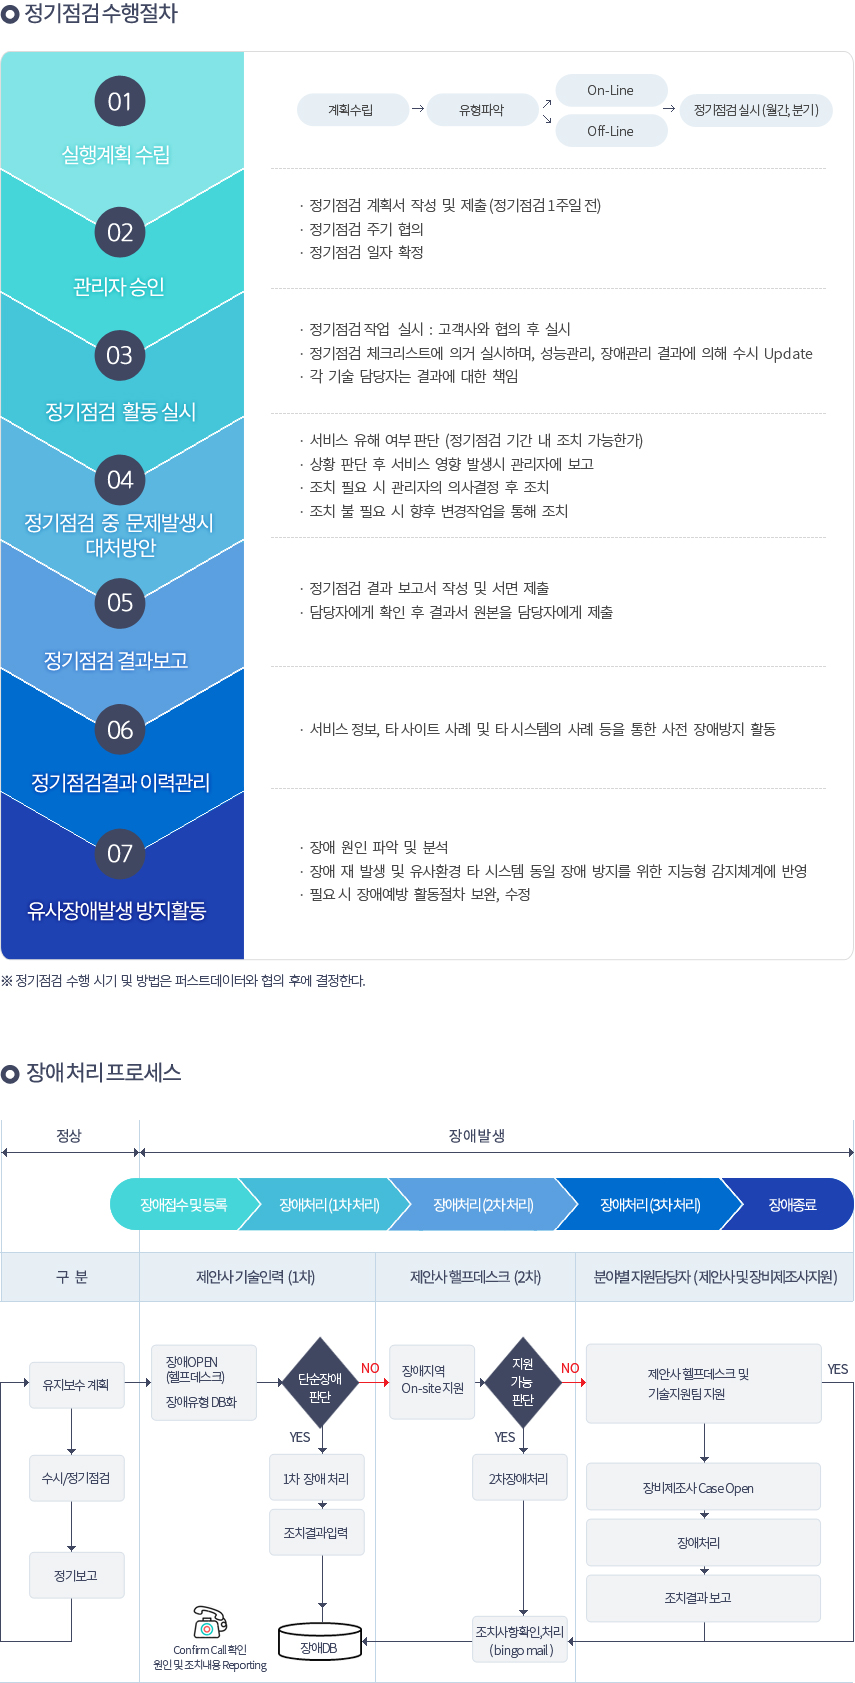 정기점검 수행절차
01
실행계획 수립
계획수립
유형파악
On-Line
Off-Line
정기점검 실시 (월간, 분기)
02
관리자 승인
· 정기점검 계획서 작성 및 제출 (정기점검 1주일 전)
· 정기점검 주기 협의
· 정기점검 일자 확정
03
정기점검 활동 실시
· 정기점검 작업 실시 : 고객사와 협의 후 실시
· 정기점검 체크리스트에 의거 실시하며, 성능관리, 장애관리 결과에 의해 수시 Update
· 각 기술 담당자는 결과에 대한 책임
04
정기점검 중 문제발생시
대처방안
· 서비스 유해 여부 판단 (정기점검 기간 내 조치 가능한가)
· 상황 판단 후 서비스 영향 발생시 관리자에 보고
· 조치 필요 시 관리자의 의사결정 후 조치
· 조치 불 필요 시 향후 변경작업을 통해 조치
05
정기점검 결과보고
· 정기점검 결과 보고서 작성 및 서면 제출
· 담당자에게 확인 후 결과서 원본을 담당자에게 제출
06
정기점검결과 이력관리
· 서비스 정보, 타 사이트 사례 및 타 시스템의 사례 등을 통한 사전 장애방지 활동
07
유사장애발생 방지활동
· 장애 원인 파악 및 분석
· 장애 재 발생 및 유사환경 타 시스템 동일 장애 방지를 위한 지능형 감지체계에 반영
· 필요 시 장애예방 활동절차 보완, 수정
※ 정기점검 수행 시기 및 방법은 퍼스트데이터와 협의 후에 결정한다.
장애 처리 프로세스
정상
장애 발생
장애접수 및 등록
장애처리 (1차 처리)
장애처리 (2차 처리)
장애처리 (3차 처리)
장애종료
구 분
제안사 기술인력 (1차)
제안사 핼프데스크 (2차)
분야별 지원담당자 ( 제안사 및 장비제조사지원 )
유지보수 계획
수시/정기점검
정기보고
장애OPEN
(헬프데스크)
장애유형 DB화
단순장애
판단
NO
YES
1차 장애 처리
조치결과입력
장애DB
Confirm Call 확인
원인 및 조치내용 Reporting
장애지역
On-site 지원
지원
가능
판단
NO
YES
2차장애처리
조치사항확인,처리
( bingo mail )
제안사 헬프데스크 및
기술지원팀 지원
YES
장비제조사 Case Open
장애처리
조치결과 보고